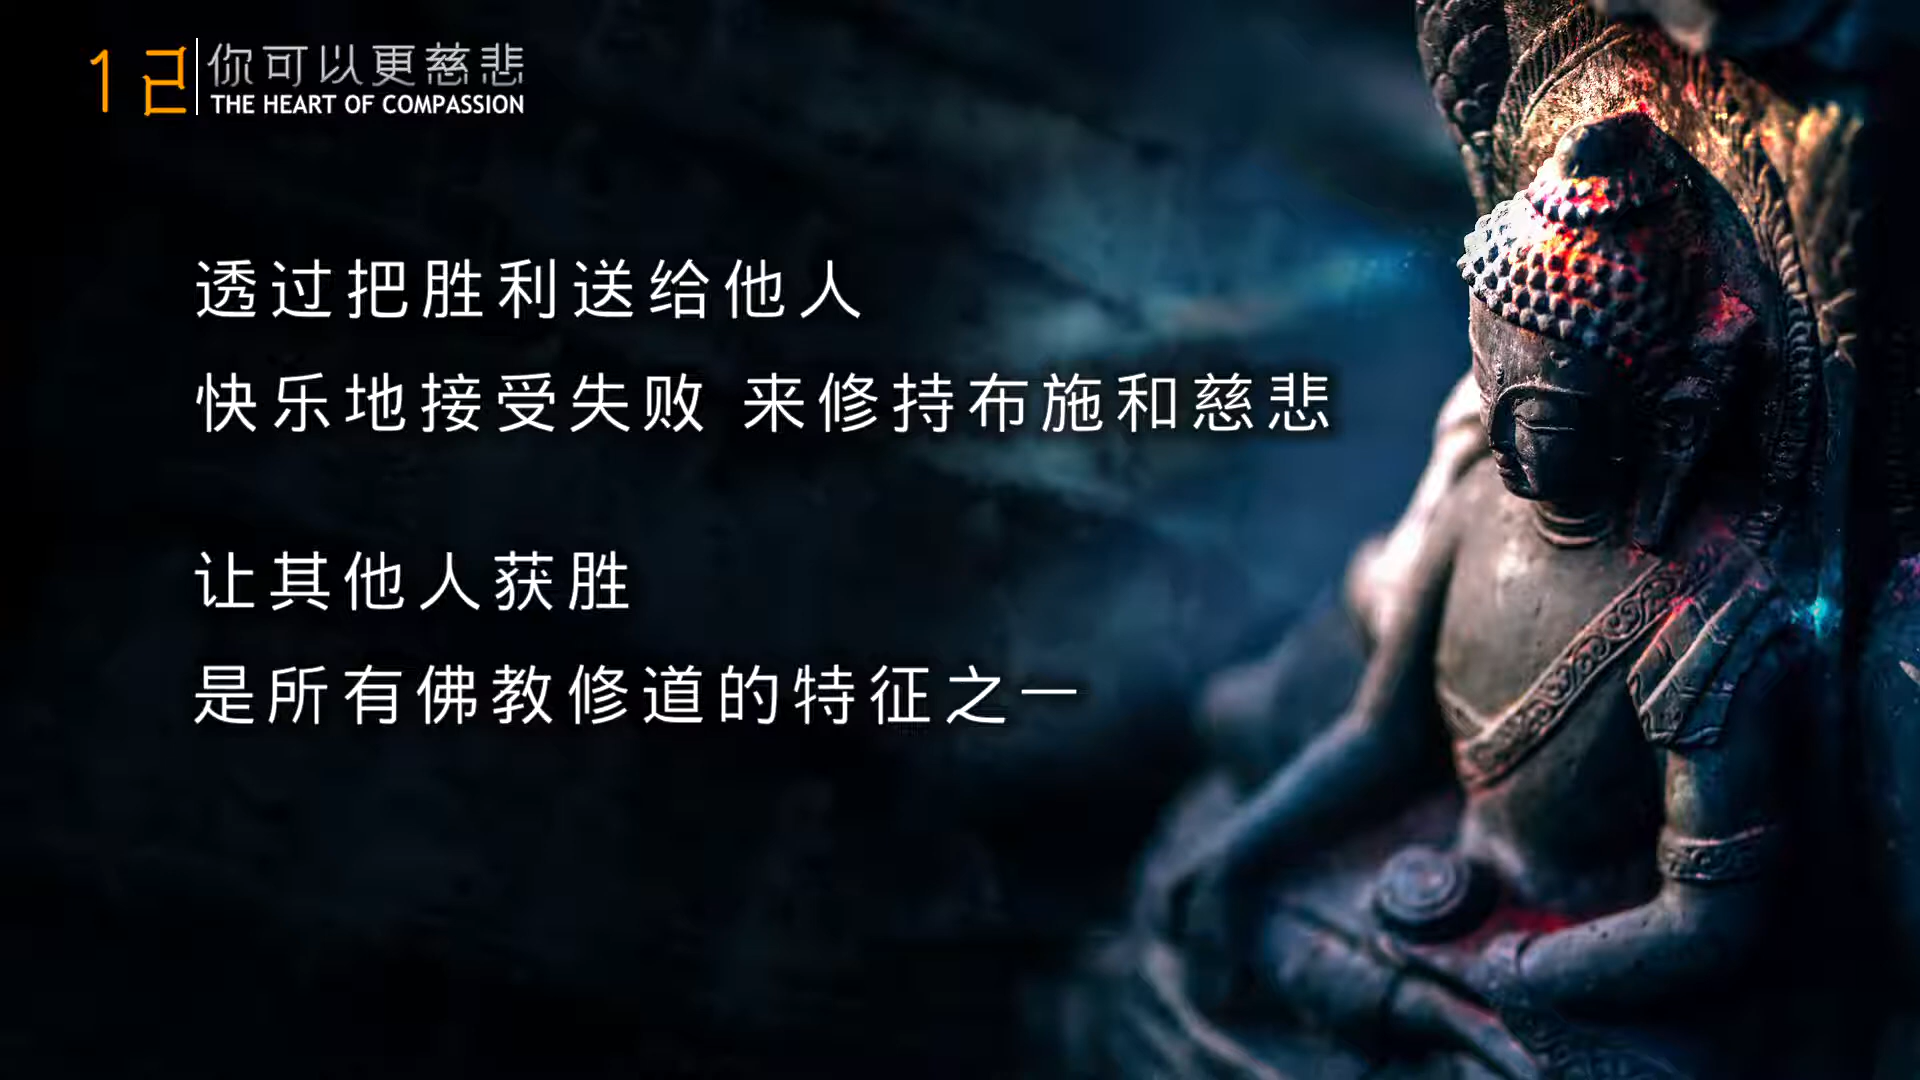 12
你可以更慈悲
THE HEART OF COMPASSION
透过把胜利送给他人
快乐地接受失败 来修持布施和慈悲
让其他人获胜
是所有佛教修道的特征之一